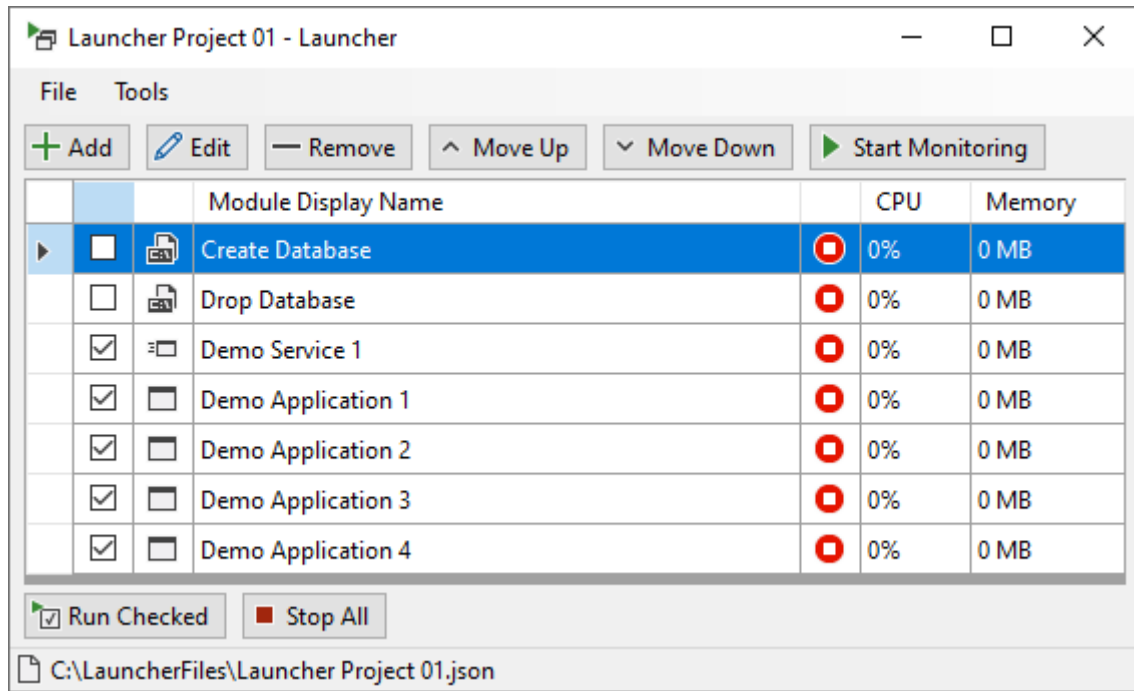 Launcher Project 01 - Launcher
File Tools
Add Edit Remove Move Up Move Down Start Monitoring
Module Display Name CPU Memory
Create Database 0% 0 MB
Drop Database 0% 0 MB
Demo Service 1 0% 0 MB
Demo Application 1 0% 0 MB
Demo Application 2 0% 0 MB
Demo Application 3 0% 0 MB
Demo Application 4 0% 0 MB
Run Checked Stop All
C:\LauncherFiles\Launcher Project 01.json